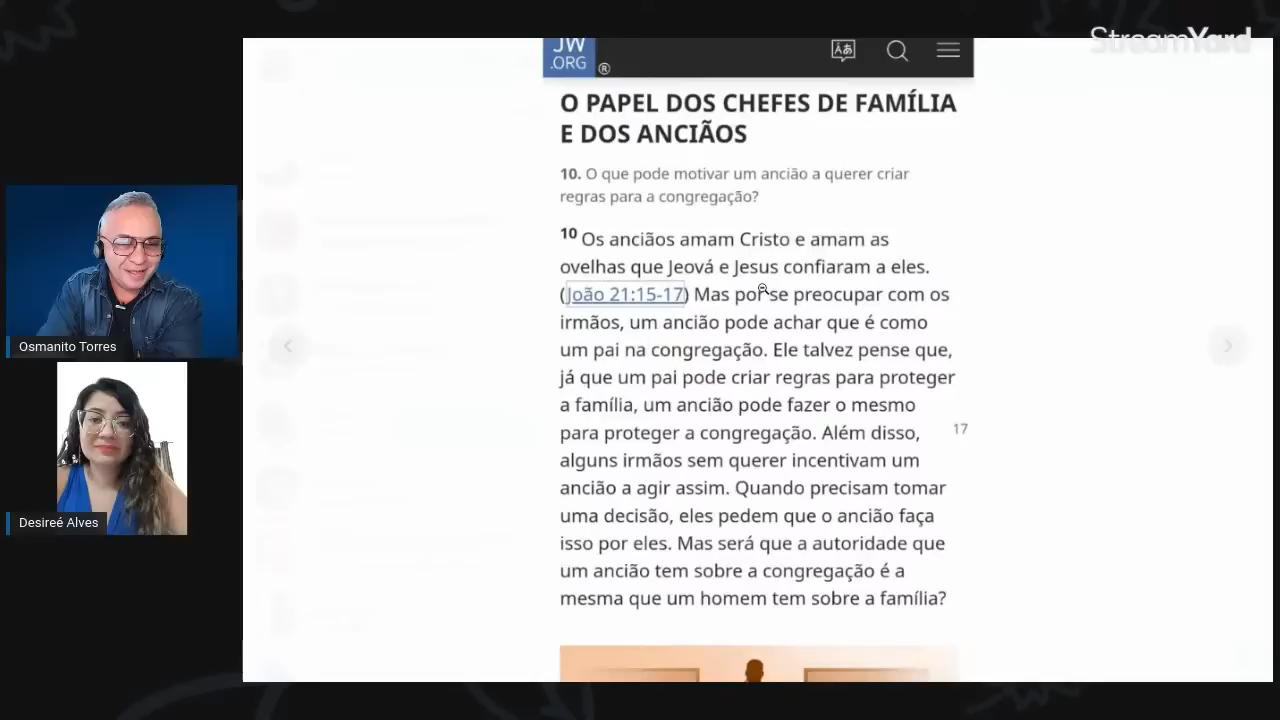 StreamYard
JW
.ORG
®
O PAPEL DOS CHEFES DE FAMÍLIA
E DOS ANCIÃOS
10. O que pode motivar um ancião a querer criar
regras para a congregação?
10 Os anciãos amam Cristo e amam as
ovelhas que Jeová e Jesus confiaram a eles.
(João 21:15-17) Mas por se preocupar com os
irmãos, um ancião pode achar que é como
um pai na congregação. Ele talvez pense que,
já que um pai pode criar regras para proteger
a família, um ancião pode fazer o mesmo
para proteger a congregação. Além disso,
17
alguns irmãos sem querer incentivam um
ancião a agir assim. Quando precisam tomar
uma decisão, eles pedem que o ancião faça
isso por eles. Mas será que a autoridade que
um ancião tem sobre a congregação é a
mesma que um homem tem sobre a família?
Osmanito Torres
Desireé Alves